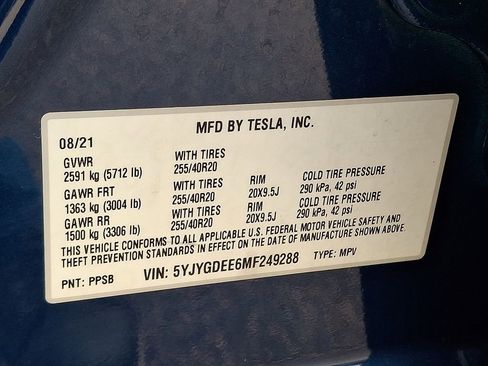 MFD BY TESLA, INC.
08/21
GVWR WITH TIRES
2591 kg (5712 lb) 255/40R20
GAWR FRT WITH TIRES RIM COLD TIRE PRESSURE
1363 kg (3004 lb) 255/40R20 20X9.5J 290 kPa, 42 psi
GAWR RR WITH TIRES RIM COLD TIRE PRESSURE
1500 kg (3306 lb) 255/40R20 20X9.5J 290 kPa, 42 psi
THIS VEHICLE CONFORMS TO ALL APPLICABLE U.S. FEDERAL MOTOR VEHICLE SAFETY AND
THEFT PREVENTION STANDARDS IN EFFECT ON THE DATE OF MANUFACTURE SHOWN ABOVE.
PNT: PPSB VIN: 5YJYGDEE6MF249288 TYPE: MPV